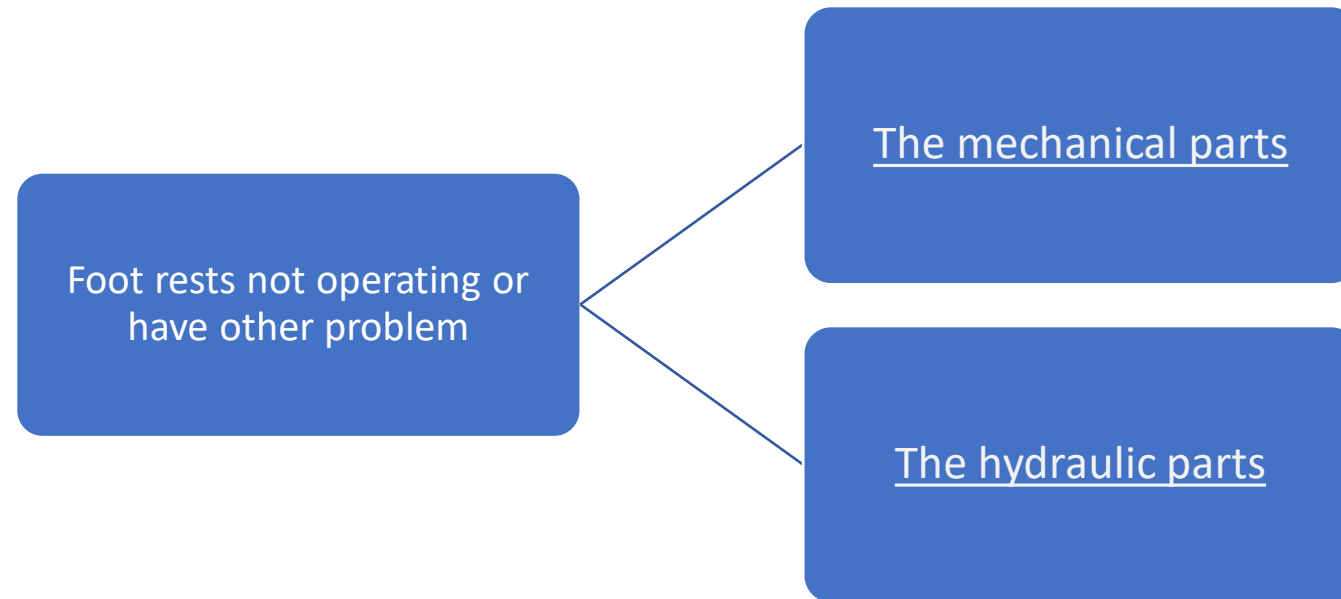 Foot rests not operating or
have other problem
The mechanical parts
The hydraulic parts